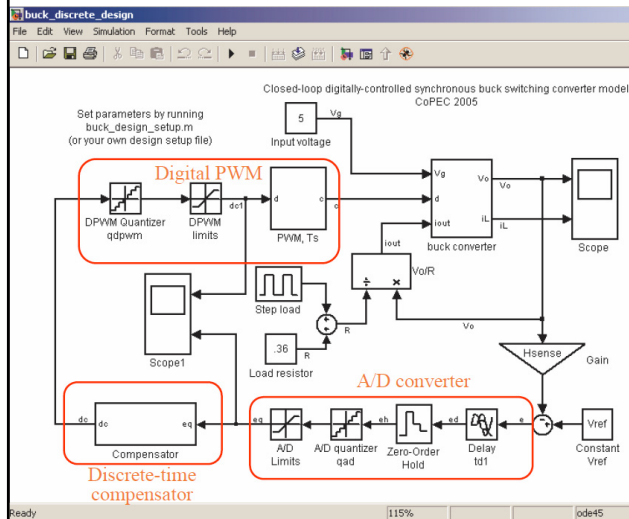 buck_discrete_design
File Edit View Simulation Format Tools Help
Closed-loop digitally-controlled synchronous buck switching converter model
CoPEC 2005
Set parameters by running
buck_design_setup.m
(or your own design setup file)
5
Vg
Input voltage
Digital PWM
DPWM Quantizer
qdpwm
DPWM
limits
dc1
d
c
c
PWM, Ts
Vg
d
iout
Vo
iL
buck converter
Vo
iL
Scope
iout
Vo/R
Vo
Step load
R
.36
R
Load resistor
Scope1
Hsense
Gain
A/D converter
dc
dc
eq
Compensator
eq
A/D
Limits
A/D quantizer
qad
eh
Zero-Order
Hold
ed
Delay
td1
e
Vref
Constant
Vref
Discrete-time
compensator
Ready
115%
ode45